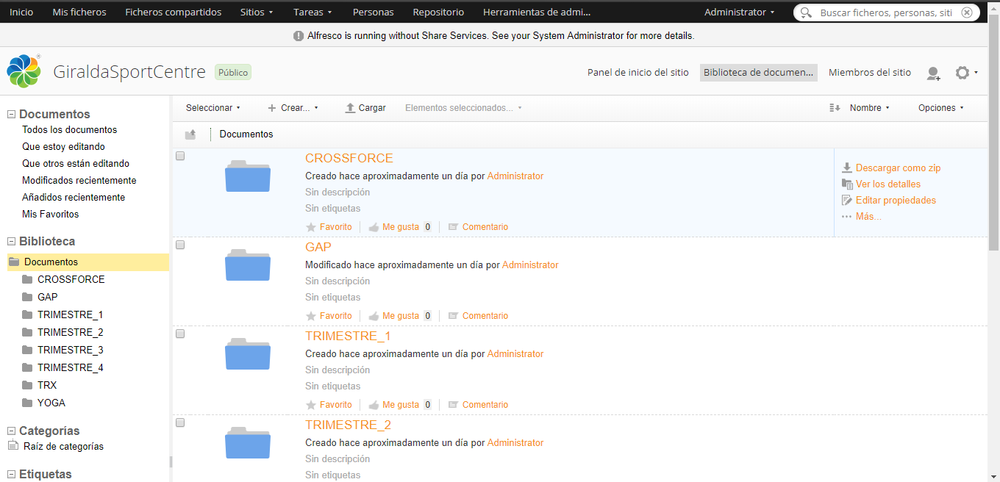 Inicio Mis ficheros Ficheros compartidos Sitios Tareas Personas Repositorio Herramientas de admi... Administrator Buscar ficheros, personas, siti
Alfresco is running without Share Services. See your System Administrator for more details.
GiraldaSportCentre Público Panel de inicio del sitio Biblioteca de documen... Miembros del sitio
Seleccionar Crear... Cargar Elementos seleccionados... Nombre Opciones
Documentos
Documentos
Todos los documentos
Que estoy editando
Que otros están editando
Modificados recientemente
Añadidos recientemente
Mis Favoritos
Biblioteca
Documentos
CROSSFORCE
GAP
TRIMESTRE_1
TRIMESTRE_2
TRIMESTRE_3
TRIMESTRE_4
TRX
YOGA
Categorías
Raíz de categorías
Etiquetas
CROSSFORCE
Creado hace aproximadamente un día por Administrator
Sin descripción
Sin etiquetas
Favorito Me gusta 0 Comentario
Descargar como zip
Ver los detalles
Editar propiedades
Más...
GAP
Modificado hace aproximadamente un día por Administrator
Sin descripción
Sin etiquetas
Favorito Me gusta 0 Comentario
TRIMESTRE_1
Creado hace aproximadamente un día por Administrator
Sin descripción
Sin etiquetas
Favorito Me gusta 0 Comentario
TRIMESTRE_2
Creado hace aproximadamente un día por Administrator
Sin descripción
Sin etiquetas